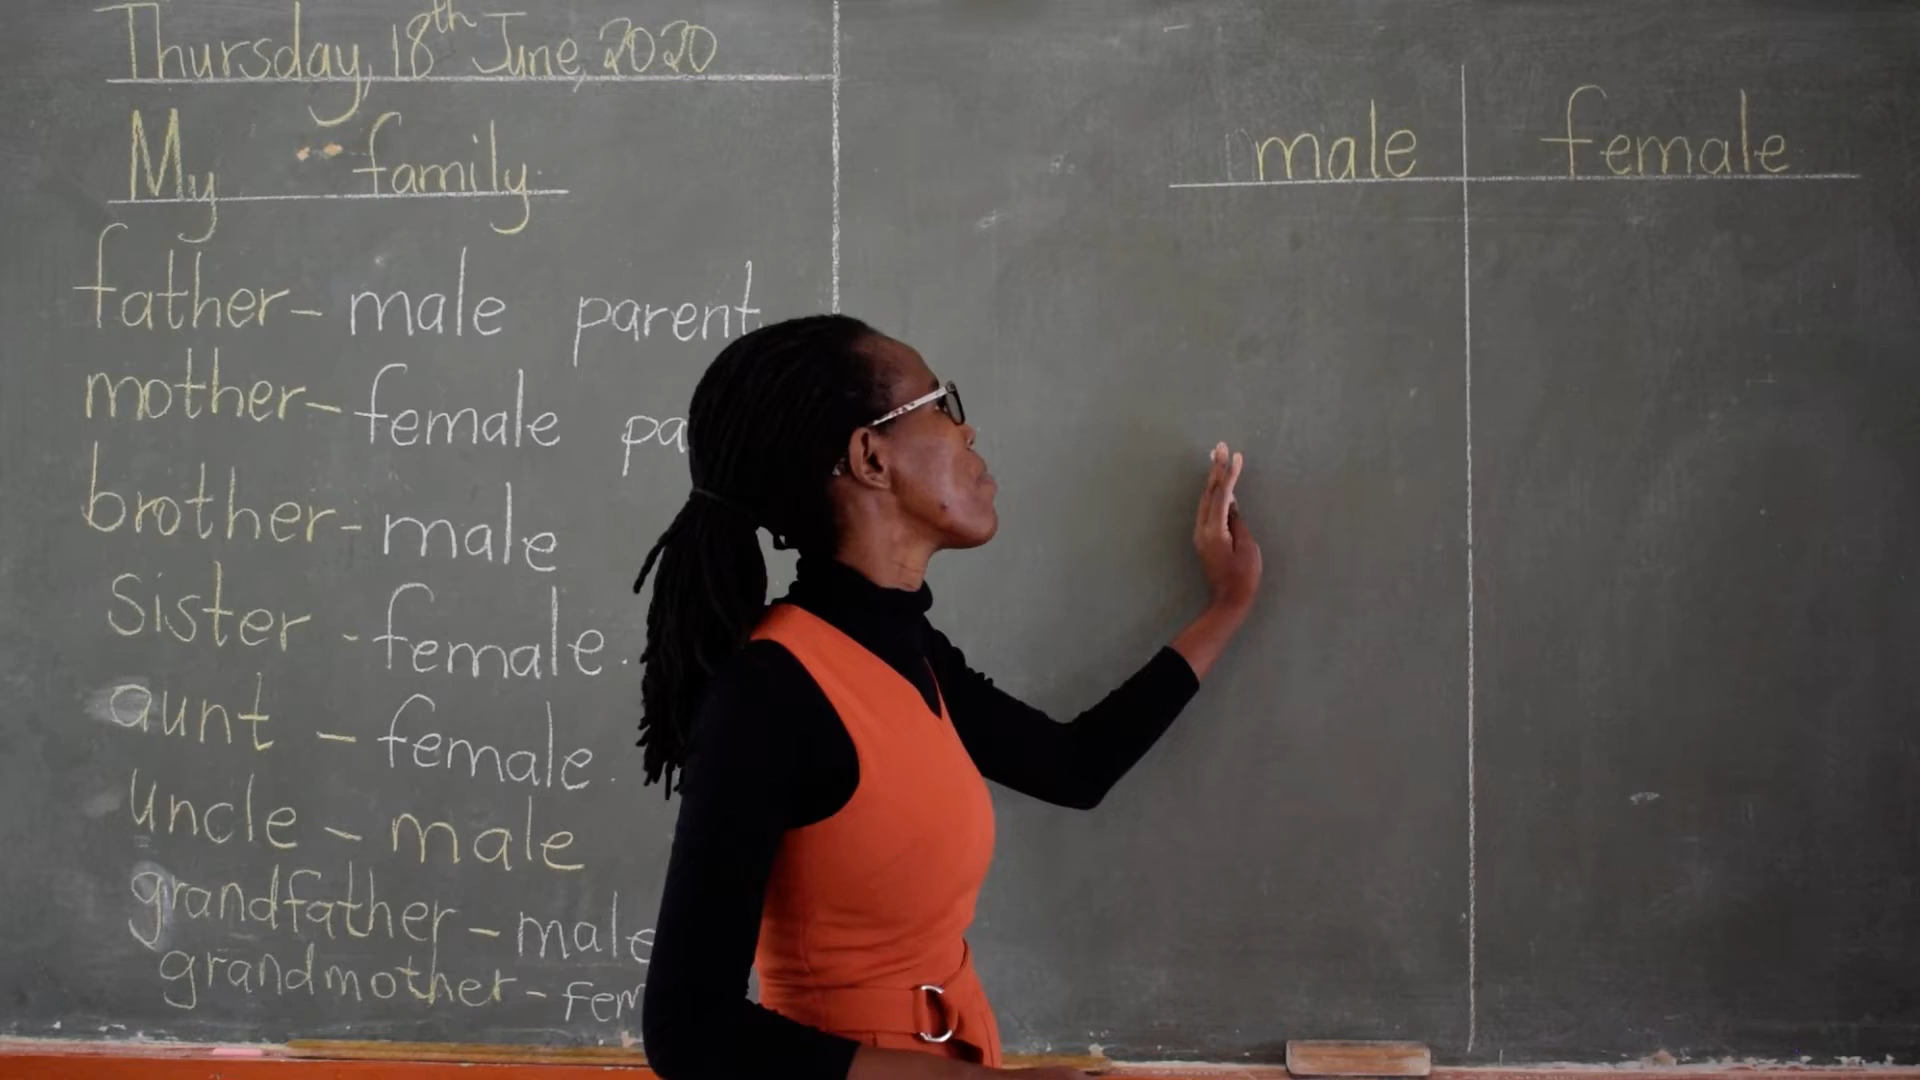 Thursday, 18th June, 2020
My family
father - male parent
mother - female pa
brother - male
sister - female.
aunt - female.
uncle - male
grandfather - male
grandmother - fem
male female